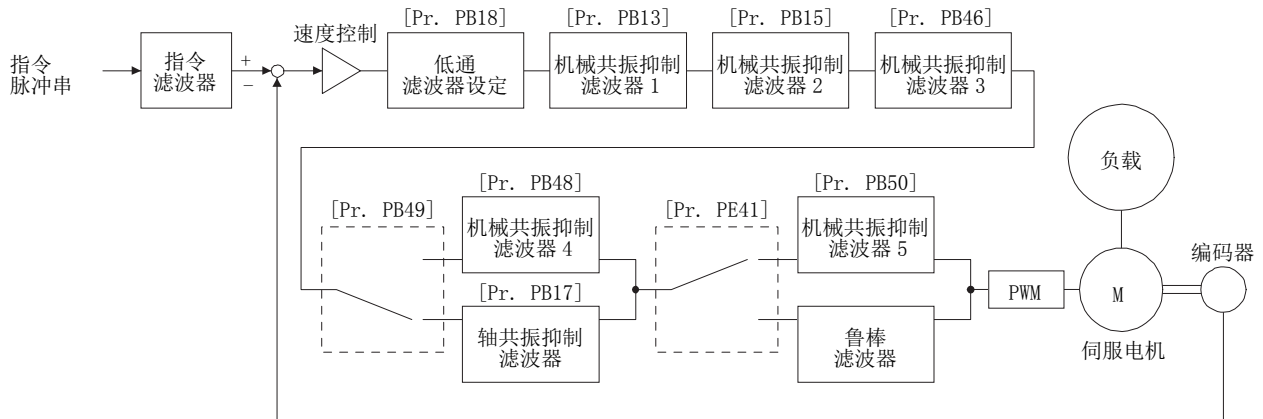 [Pr. PB18]
[Pr. PB13]
[Pr. PB15]
[Pr. PB46]
速度控制
指令
脉冲串
指令
滤波器
+
−
低通
滤波器设定
机械共振抑制
滤波器 1
机械共振抑制
滤波器 2
机械共振抑制
滤波器 3
负载
[Pr. PB49]
[Pr. PB48]
机械共振抑制
滤波器 4
[Pr. PB17]
轴共振抑制
滤波器
[Pr. PE41]
[Pr. PB50]
机械共振抑制
滤波器 5
鲁棒
滤波器
PWM
M
伺服电机
编码器